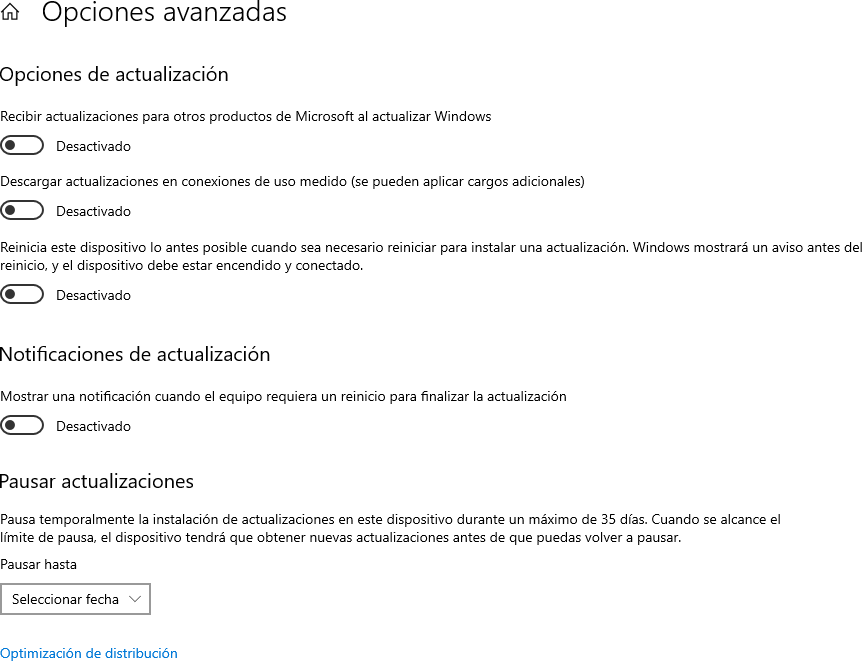 Opciones avanzadas
Opciones de actualización
Recibir actualizaciones para otros productos de Microsoft al actualizar Windows
Desactivado
Descargar actualizaciones en conexiones de uso medido (se pueden aplicar cargos adicionales)
Desactivado
Reinicia este dispositivo lo antes posible cuando sea necesario reiniciar para instalar una actualización. Windows mostrará un aviso antes del
reinicio, y el dispositivo debe estar encendido y conectado.
Desactivado
Notificaciones de actualización
Mostrar una notificación cuando el equipo requiera un reinicio para finalizar la actualización
Desactivado
Pausar actualizaciones
Pausa temporalmente la instalación de actualizaciones en este dispositivo durante un máximo de 35 días. Cuando se alcance el
límite de pausa, el dispositivo tendrá que obtener nuevas actualizaciones antes de que puedas volver a pausar.
Pausar hasta
Seleccionar fecha
Optimización de distribución